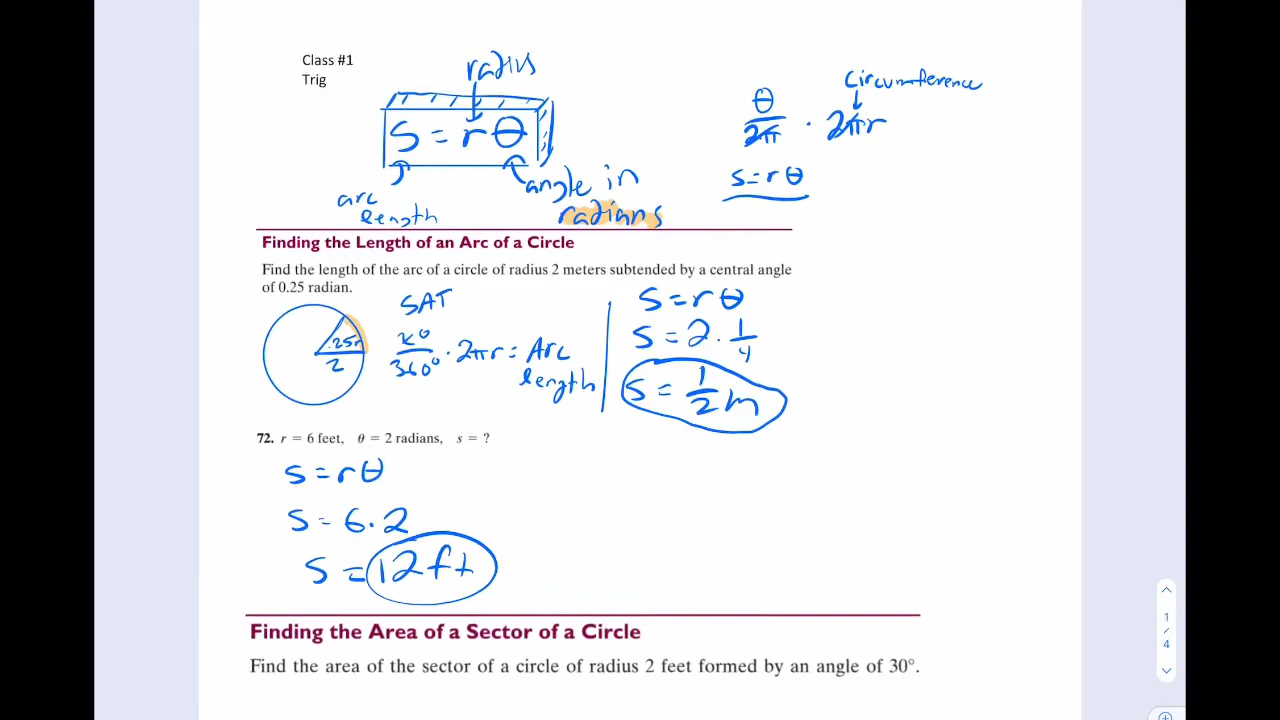 Class #1
Trig
radius
S = rθ
arc
length
angle in
radians
Circumference
θ/2π · 2πr
s = rθ
Finding the Length of an Arc of a Circle
Find the length of the arc of a circle of radius 2 meters subtended by a central angle
of 0.25 radian.
.25r
2
SAT
x°/360° · 2πr = Arc
length
S = rθ
S = 2 · 1/4
S = 1/2 m
72. r = 6 feet, θ = 2 radians, s = ?
S = rθ
S = 6 · 2
S = 12 ft
Finding the Area of a Sector of a Circle
Find the area of the sector of a circle of radius 2 feet formed by an angle of 30°.
1
/
4